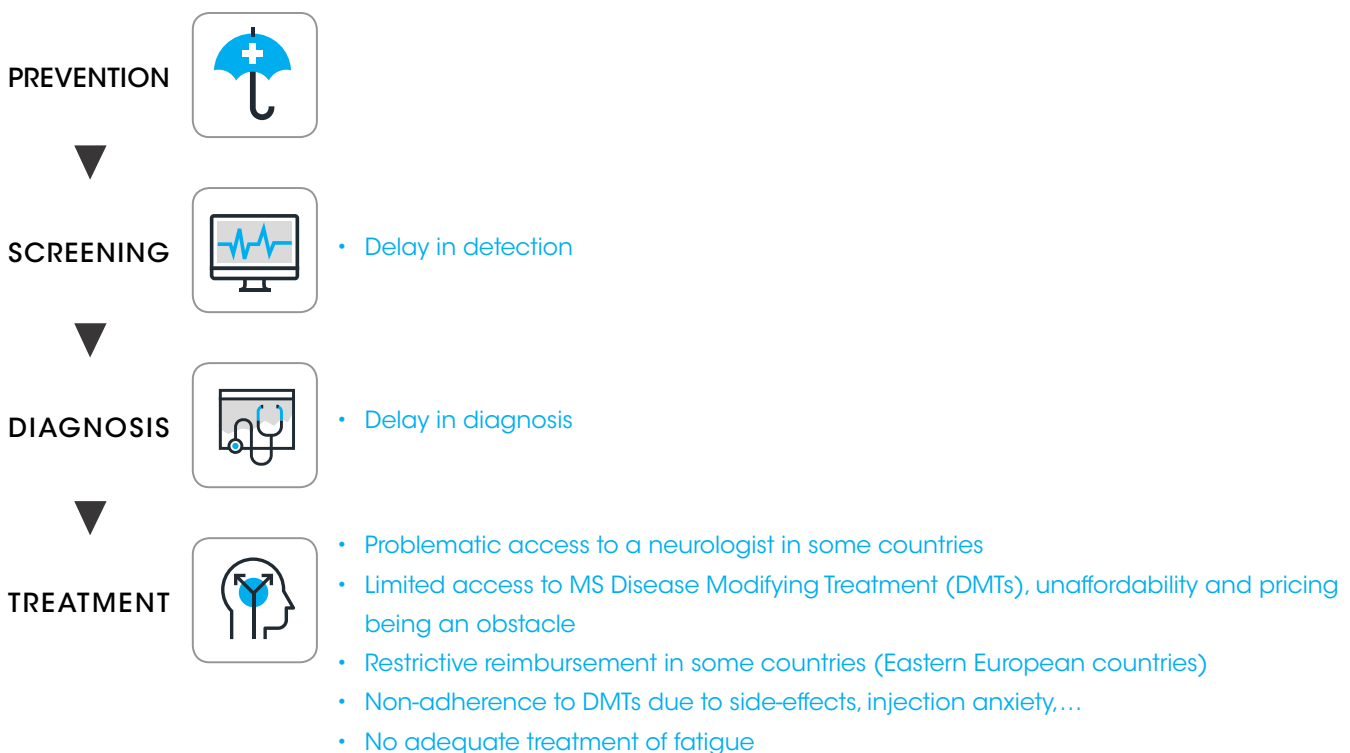 PREVENTION
SCREENING
• Delay in detection
DIAGNOSIS
• Delay in diagnosis
TREATMENT
• Problematic access to a neurologist in some countries
• Limited access to MS Disease Modifying Treatment (DMTs), unaffordability and pricing
being an obstacle
• Restrictive reimbursement in some countries (Eastern European countries)
• Non-adherence to DMTs due to side-effects, injection anxiety,…
• No adequate treatment of fatigue